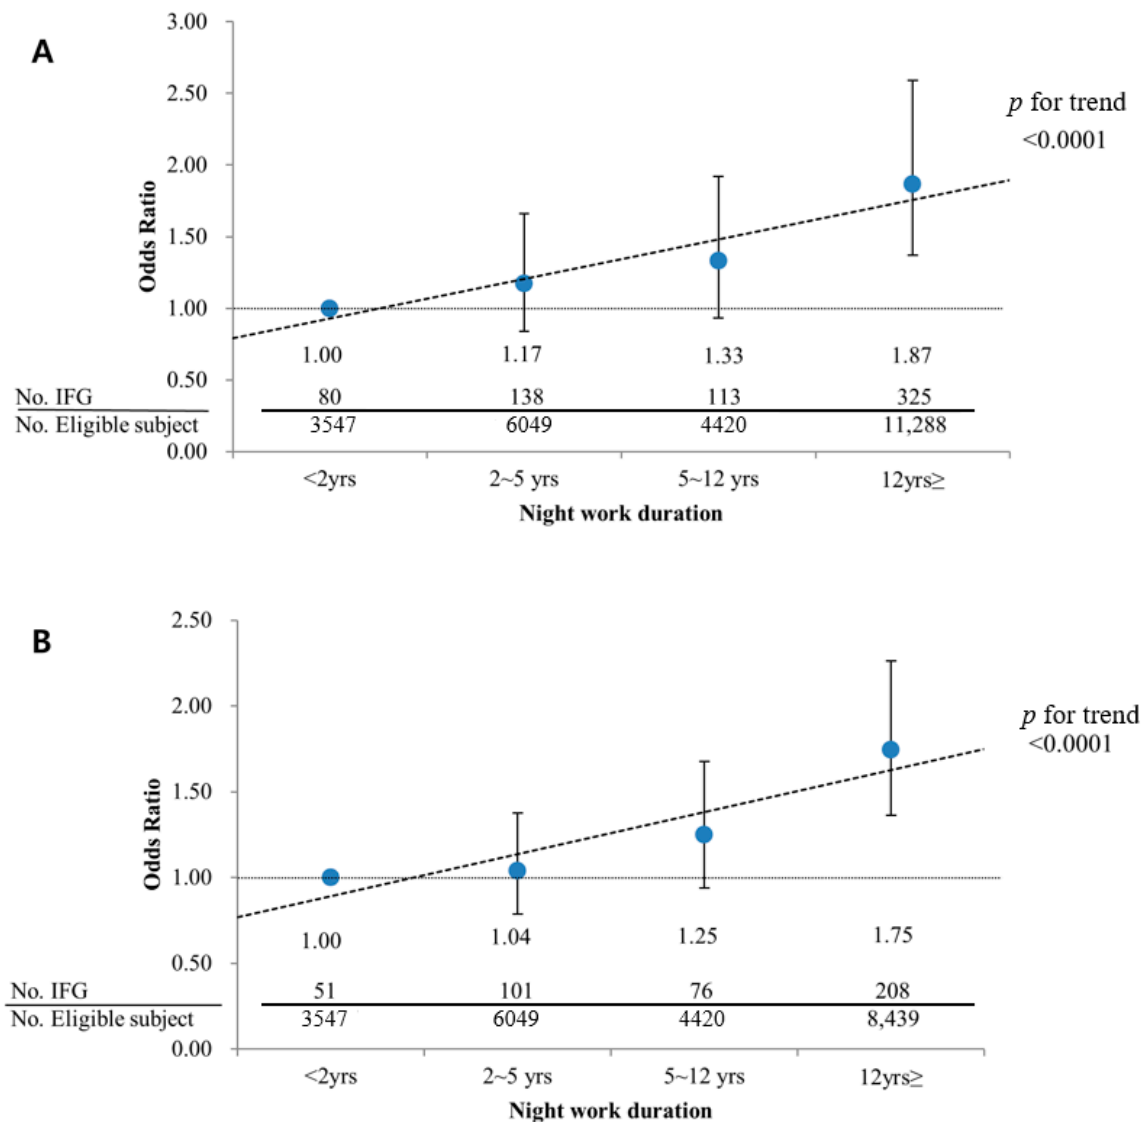 A
3.00
2.50
2.00
1.50
1.00
0.50
0.00
Odds Ratio
p for trend
<0.0001
1.00 1.17 1.33 1.87
No. IFG 80 138 113 325
No. Eligible subject 3547 6049 4420 11,288
<2yrs 2~5 yrs 5~12 yrs 12yrs≥
Night work duration
B
2.50
2.00
1.50
1.00
0.50
0.00
Odds Ratio
p for trend
<0.0001
1.00 1.04 1.25 1.75
No. IFG 51 101 76 208
No. Eligible subject 3547 6049 4420 8,439
<2yrs 2~5 yrs 5~12 yrs 12yrs≥
Night work duration